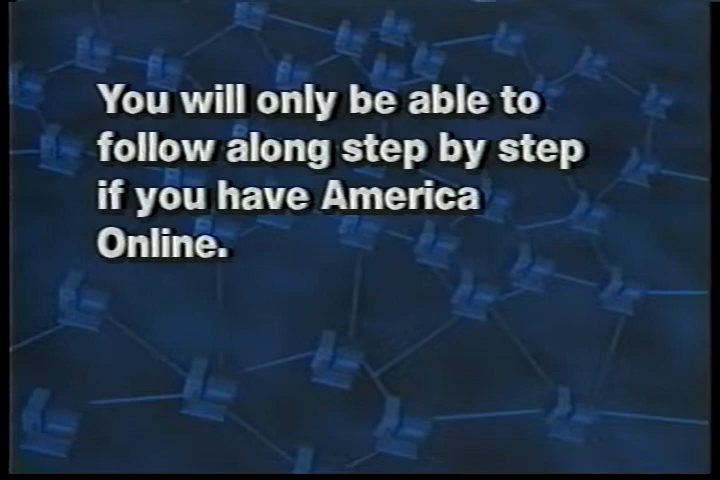 You will only be able to
follow along step by step
if you have America
Online.